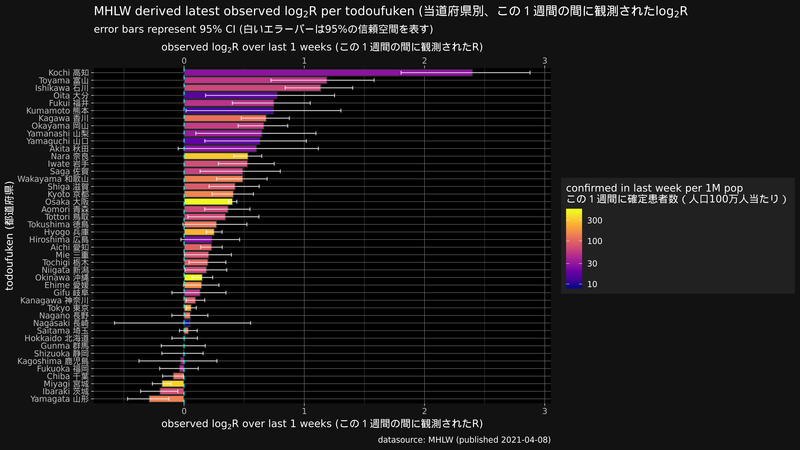 MHLW derived latest observed log₂R per todoufuken (当道府県別、この１週間の間に観測されたlog₂R
error bars represent 95% CI (白いエラーバーは95%の信頼空間を表す)
observed log₂R over last 1 weeks (この１週間の間に観測されたR)
todoufuken (都道府県)
Kochi 高知
Toyama 富山
Ishikawa 石川
Oita 大分
Fukui 福井
Kumamoto 熊本
Kagawa 香川
Okayama 岡山
Yamanashi 山梨
Yamaguchi 山口
Akita 秋田
Nara 奈良
Iwate 岩手
Saga 佐賀
Wakayama 和歌山
Shiga 滋賀
Kyoto 京都
Osaka 大阪
Aomori 青森
Tottori 鳥取
Tokushima 徳島
Hyogo 兵庫
Hiroshima 広島
Aichi 愛知
Mie 三重
Tochigi 栃木
Niigata 新潟
Okinawa 沖縄
Ehime 愛媛
Gifu 岐阜
Kanagawa 神奈川
Tokyo 東京
Nagano 長野
Nagasaki 長崎
Saitama 埼玉
Hokkaido 北海道
Gunma 群馬
Shizuoka 静岡
Kagoshima 鹿児島
Fukuoka 福岡
Chiba 千葉
Miyagi 宮城
Ibaraki 茨城
Yamagata 山形
0 1 2 3
0 1 2 3
observed log₂R over last 1 weeks (この１週間の間に観測されたR)
confirmed in last week per 1M pop
この１週間に確定患者数 ( 人口100万人当たり )
300
100
30
10
datasource: MHLW (published 2021-04-08)